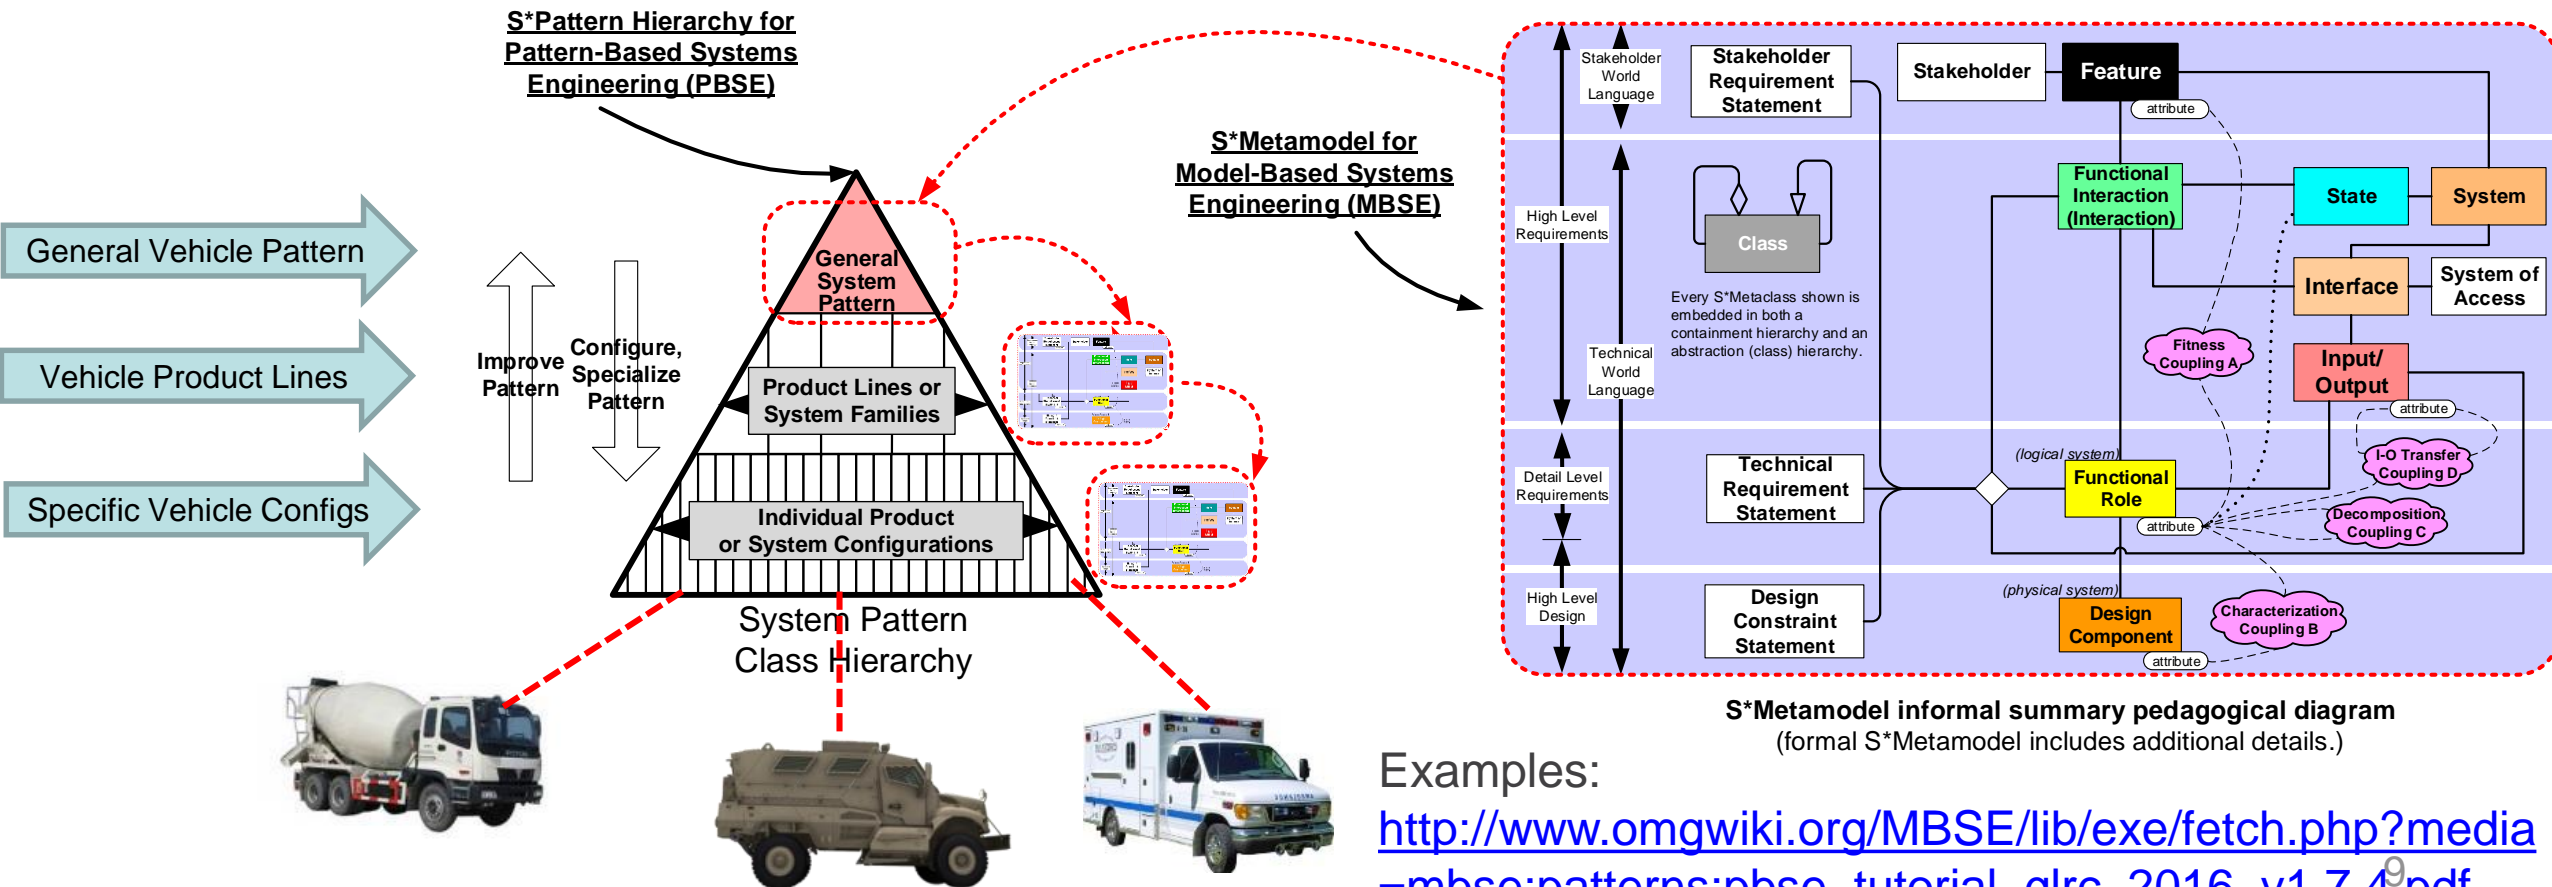 S*Pattern Hierarchy for
Pattern-Based Systems
Engineering (PBSE)
General Vehicle Pattern
Vehicle Product Lines
Specific Vehicle Configs
Improve
Pattern
Configure,
Specialize
Pattern
General
System
Pattern
Product Lines or
System Families
Individual Product
or System Configurations
System Pattern
Class Hierarchy
S*Metamodel for
Model-Based Systems
Engineering (MBSE)
Stakeholder
World
Language
High Level
Requirements
Technical
World
Language
Detail Level
Requirements
High Level
Design
Stakeholder
Requirement
Statement
Stakeholder
Feature
attribute
Class
Every S*Metaclass shown is
embedded in both a
containment hierarchy and an
abstraction (class) hierarchy.
Functional
Interaction
(Interaction)
State
System
Interface
System of
Access
Fitness
Coupling A
Input/
Output
attribute
Technical
Requirement
Statement
(logical system)
Functional
Role
attribute
I-O Transfer
Coupling D
Decomposition
Coupling C
Design
Constraint
Statement
(physical system)
Design
Component
attribute
Characterization
Coupling B
S*Metamodel informal summary pedagogical diagram
(formal S*Metamodel includes additional details.)
Examples:
http://www.omgwiki.org/MBSE/lib/exe/fetch.php?media
=mbse:patterns:pbse_tutorial_glrc_2016_v1.7.4.pdf
9